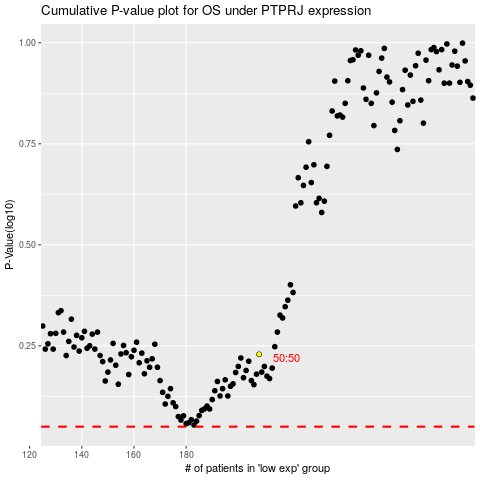 Cumulative P-value plot for OS under PTPRJ expression
P-Value(log10)
1.00
0.75
0.50
0.25
50:50
120 140 160 180
# of patients in 'low exp' group